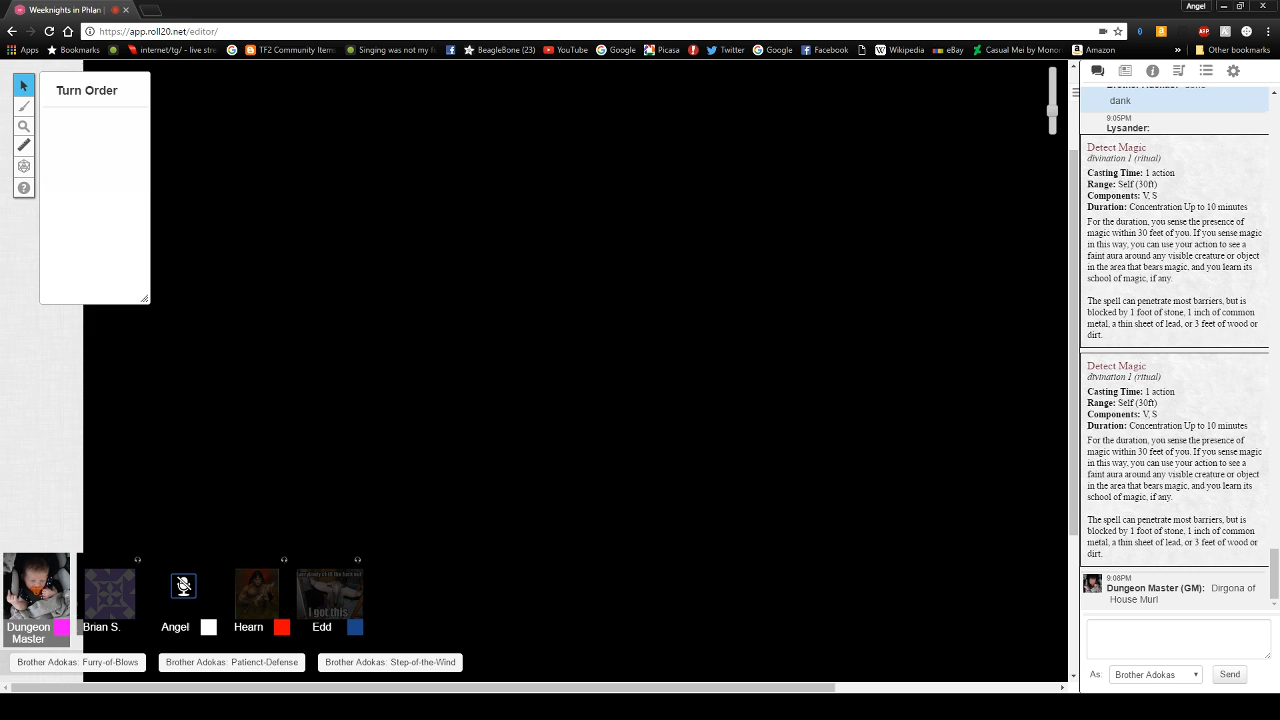 Weeknights in Phlan |
Angel
https://app.roll20.net/editor/
Apps
Bookmarks
internet/tg/ - live stre
TF2 Community Items
Singing was not my f
BeagleBone (23)
YouTube
Google
Picasa
Twitter
Google
Facebook
Wikipedia
eBay
Casual Mei by Monor
Amazon
»
Other bookmarks
Turn Order
dank
9:05PM
Lysander:
Detect Magic
divination 1 (ritual)
Casting Time: 1 action
Range: Self (30ft)
Components: V, S
Duration: Concentration Up to 10 minutes
For the duration, you sense the presence of
magic within 30 feet of you. If you sense magic
in this way, you can use your action to see a
faint aura around any visible creature or object
in the area that bears magic, and you learn its
school of magic, if any.
The spell can penetrate most barriers, but is
blocked by 1 foot of stone, 1 inch of common
metal, a thin sheet of lead, or 3 feet of wood or
dirt.
Detect Magic
divination 1 (ritual)
Casting Time: 1 action
Range: Self (30ft)
Components: V, S
Duration: Concentration Up to 10 minutes
For the duration, you sense the presence of
magic within 30 feet of you. If you sense magic
in this way, you can use your action to see a
faint aura around any visible creature or object
in the area that bears magic, and you learn its
school of magic, if any.
The spell can penetrate most barriers, but is
blocked by 1 foot of stone, 1 inch of common
metal, a thin sheet of lead, or 3 feet of wood or
dirt.
9:08PM
Dungeon Master (GM): Dirgona of
House Murl
As:
Brother Adokas
Send
I got this
Dungeon
Master
Brian S.
Angel
Hearn
Edd
Brother Adokas: Furry-of-Blows
Brother Adokas: Patienct-Defense
Brother Adokas: Step-of-the-Wind